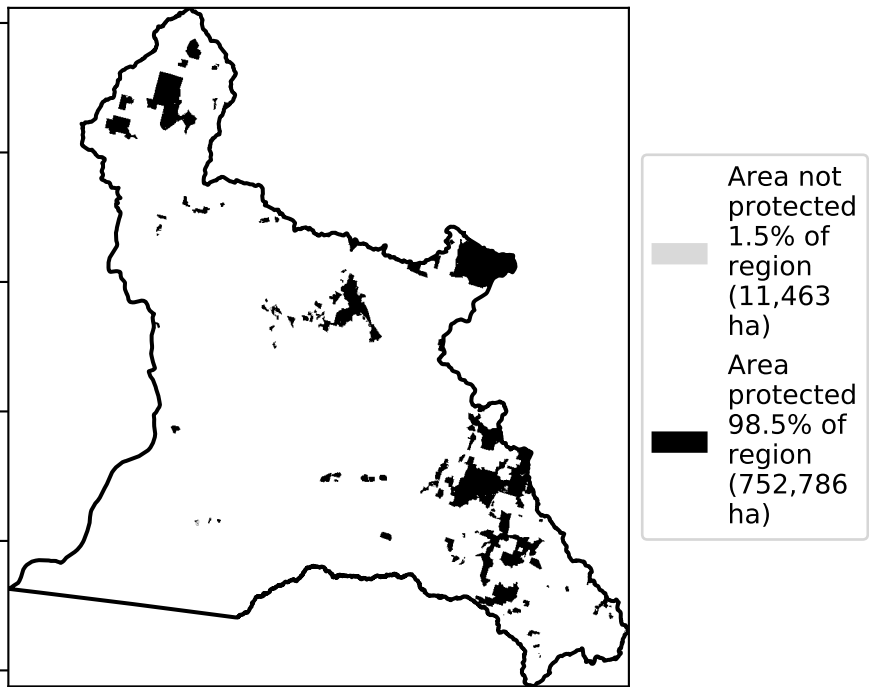 Area not
protected
1.5% of
region
(11,463
ha)
Area
protected
98.5% of
region
(752,786
ha)